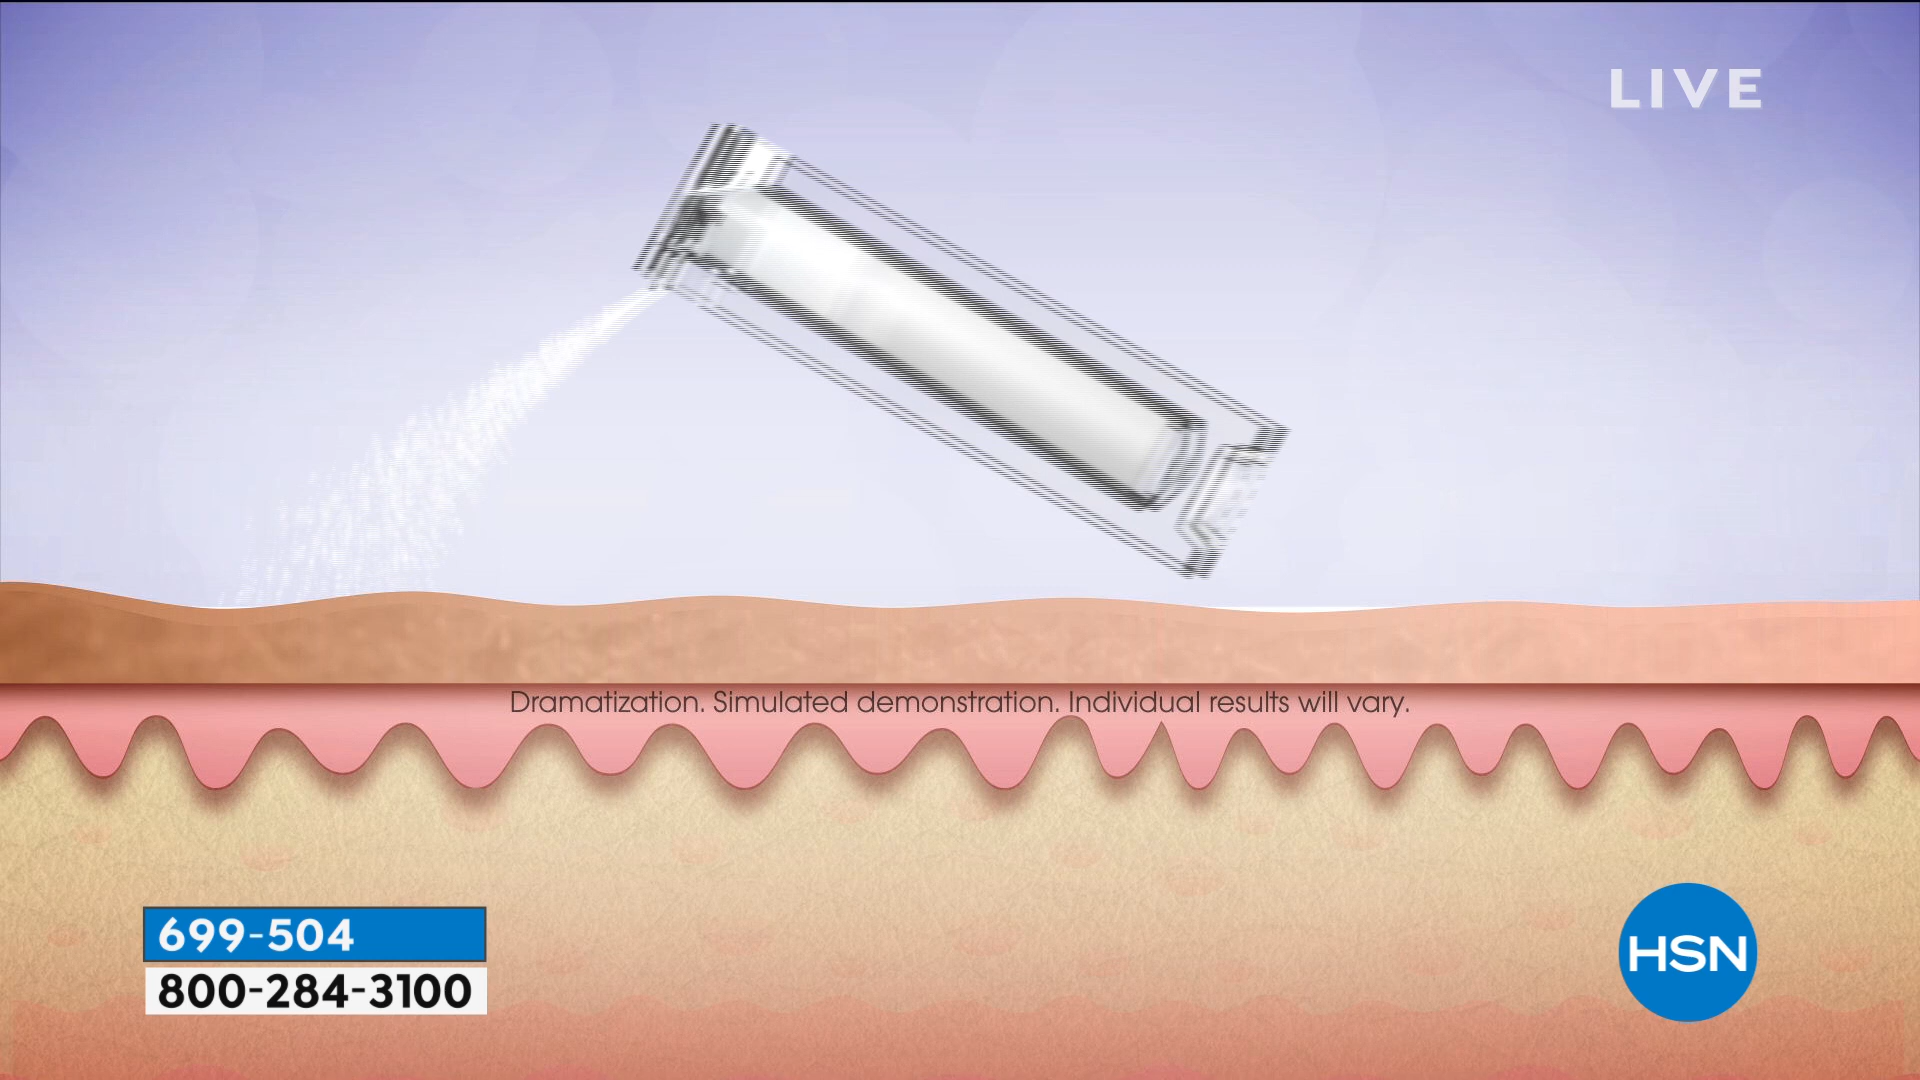 LIVE
Dramatization. Simulated demonstration. Individual results will vary.
699-504
800-284-3100
HSN